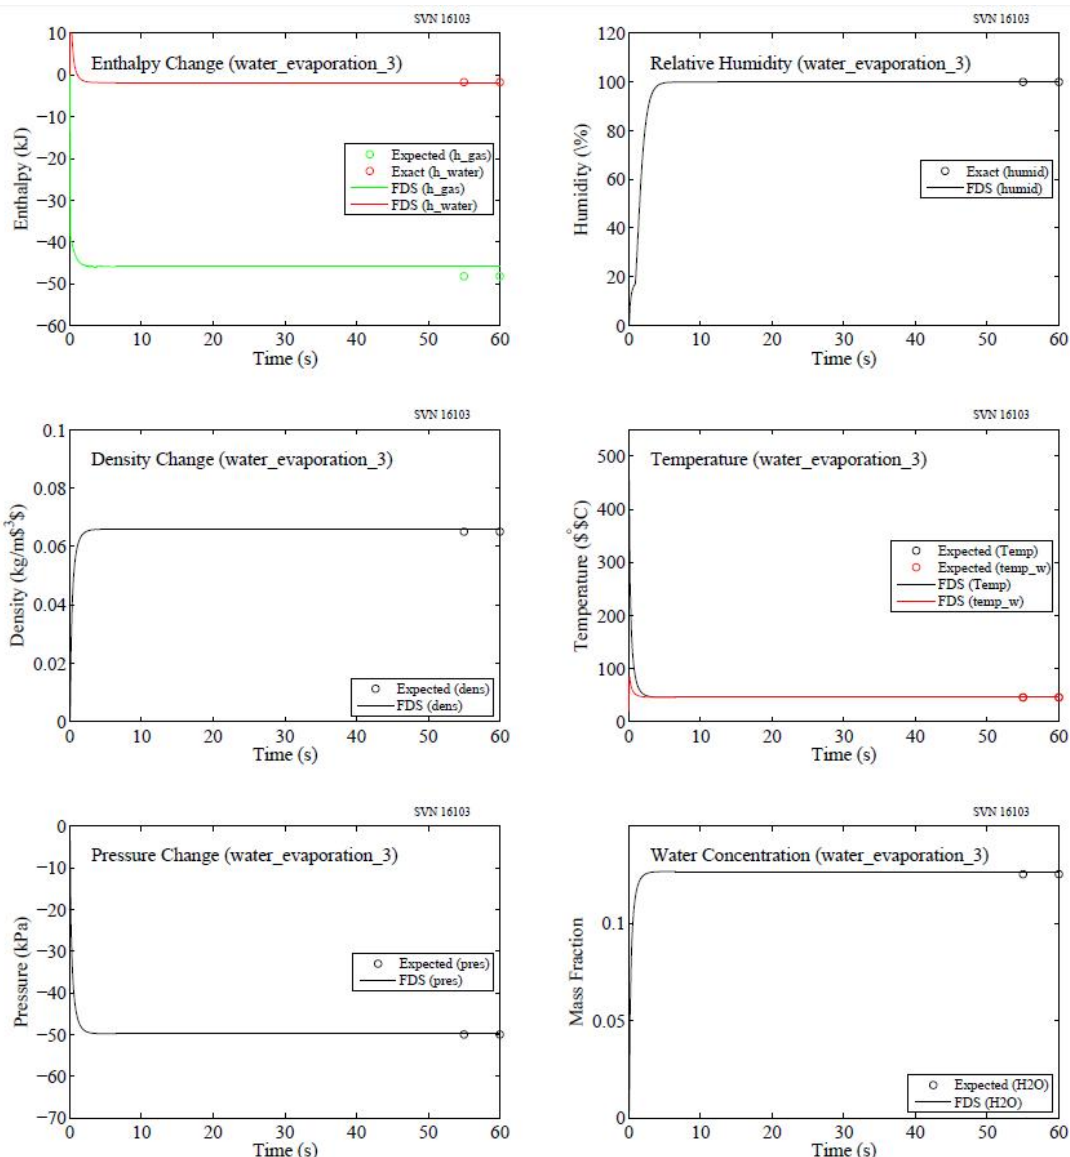 SVN 16103
10
0
−10
−20
−30
−40
−50
−60
0 10 20 30 40 50 60
Enthalpy Change (water_evaporation_3)
Expected (h_gas)
Exact (h_water)
FDS (h_gas)
FDS (h_water)
Enthalpy (kJ)
Time (s)
SVN 16103
120
100
80
60
40
20
0
0 10 20 30 40 50 60
Relative Humidity (water_evaporation_3)
Exact (humid)
FDS (humid)
Humidity (\%)
Time (s)
SVN 16103
0.1
0.08
0.06
0.04
0.02
0
0 10 20 30 40 50 60
Density Change (water_evaporation_3)
Expected (dens)
FDS (dens)
Density (kg/m$^3$)
Time (s)
SVN 16103
500
400
300
200
100
0
0 10 20 30 40 50 60
Temperature (water_evaporation_3)
Expected (Temp)
Expected (temp_w)
FDS (Temp)
FDS (temp_w)
Temperature ($°$C)
Time (s)
SVN 16103
0
−10
−20
−30
−40
−50
−60
−70
0 10 20 30 40 50 60
Pressure Change (water_evaporation_3)
Expected (pres)
FDS (pres)
Pressure (kPa)
Time (s)
SVN 16103
0.1
0.05
0
0 10 20 30 40 50 60
Water Concentration (water_evaporation_3)
Expected (H2O)
FDS (H2O)
Mass Fraction
Time (s)